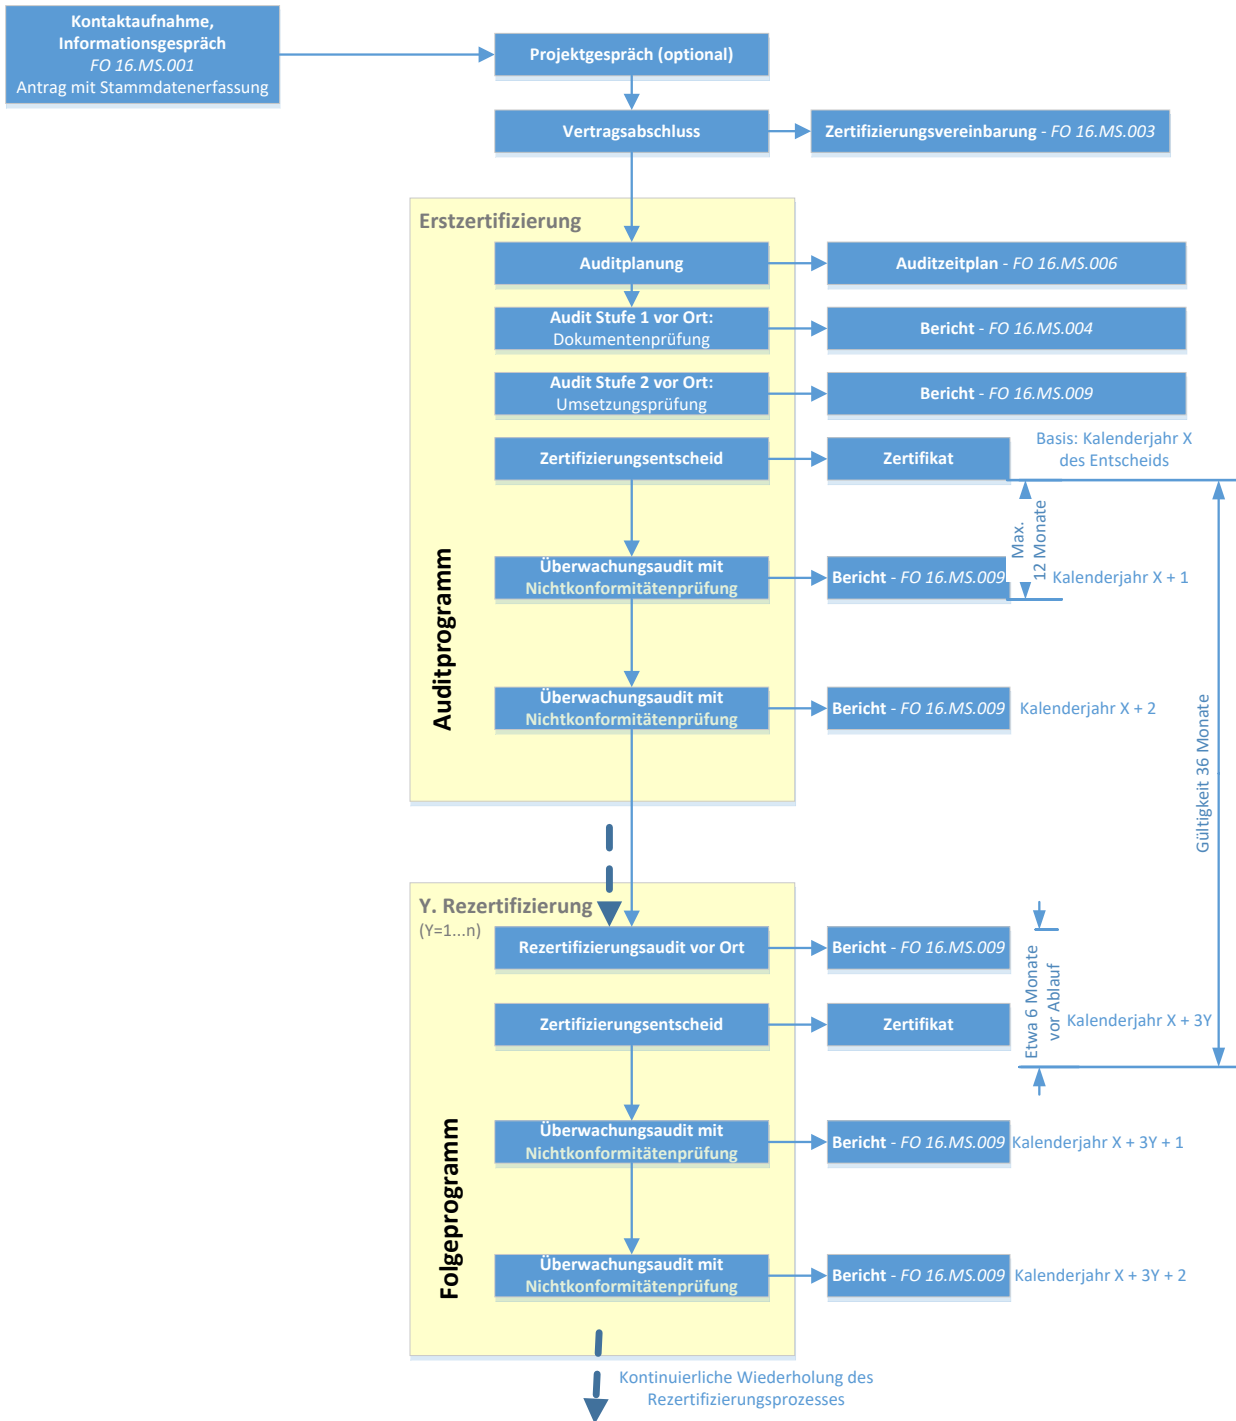 Kontaktaufnahme,
Informationsgespräch
FO 16.MS.001
Antrag mit Stammdatenerfassung
Projektgespräch (optional)
Vertragsabschluss
Zertifizierungsvereinbarung - FO 16.MS.003
Erstzertifizierung
Auditplanung
Auditzeitplan - FO 16.MS.006
Audit Stufe 1 vor Ort:
Dokumentenprüfung
Bericht - FO 16.MS.004
Audit Stufe 2 vor Ort:
Umsetzungsprüfung
Bericht - FO 16.MS.009
Zertifizierungsentscheid
Zertifikat
Basis: Kalenderjahr X
des Entscheids
Max.
12 Monate
Auditprogramm
Überwachungsaudit mit
Nichtkonformitätenprüfung
Bericht - FO 16.MS.009
Kalenderjahr X + 1
Überwachungsaudit mit
Nichtkonformitätenprüfung
Bericht - FO 16.MS.009
Kalenderjahr X + 2
Gültigkeit 36 Monate
Y. Rezertifizierung
(Y=1...n)
Rezertifizierungsaudit vor Ort
Bericht - FO 16.MS.009
Etwa 6 Monate
vor Ablauf
Zertifizierungsentscheid
Zertifikat
Kalenderjahr X + 3Y
Folgeprogramm
Überwachungsaudit mit
Nichtkonformitätenprüfung
Bericht - FO 16.MS.009
Kalenderjahr X + 3Y + 1
Überwachungsaudit mit
Nichtkonformitätenprüfung
Bericht - FO 16.MS.009
Kalenderjahr X + 3Y + 2
Kontinuierliche Wiederholung des
Rezertifizierungsprozesses